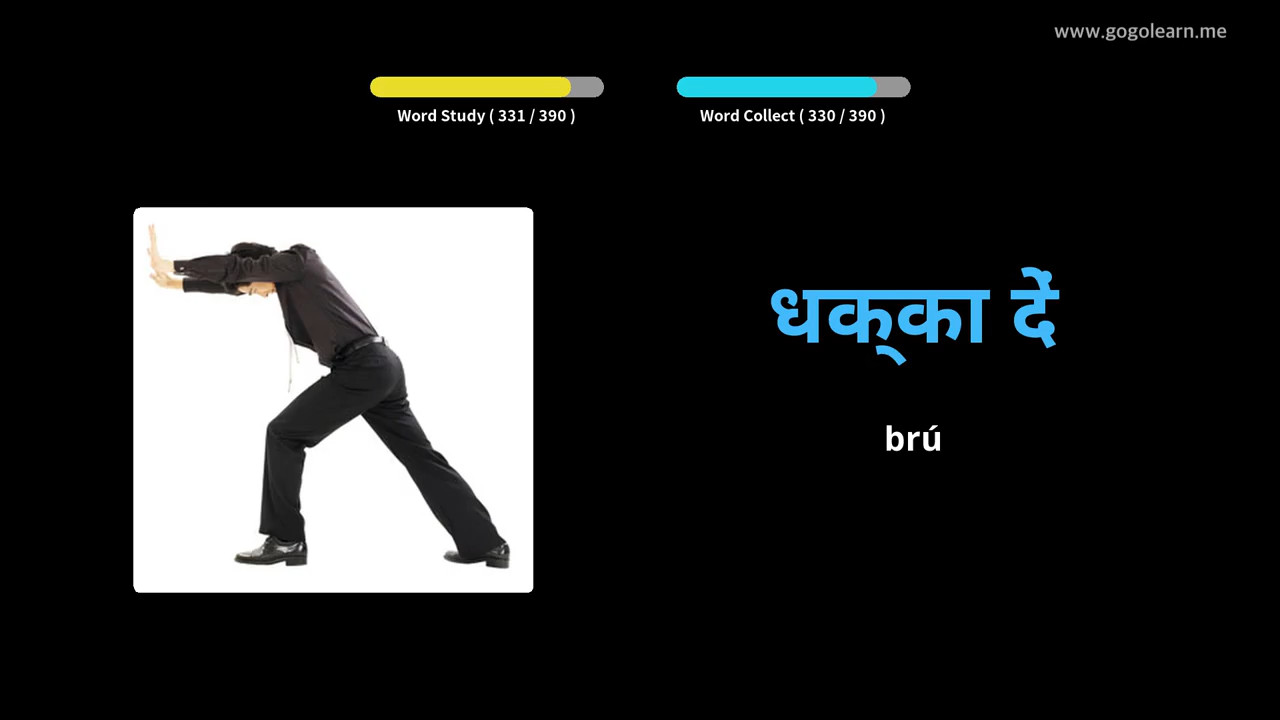 www.gogolearn.me
Word Study ( 331 / 390 )
Word Collect ( 330 / 390 )
धक्‍का दें
brú